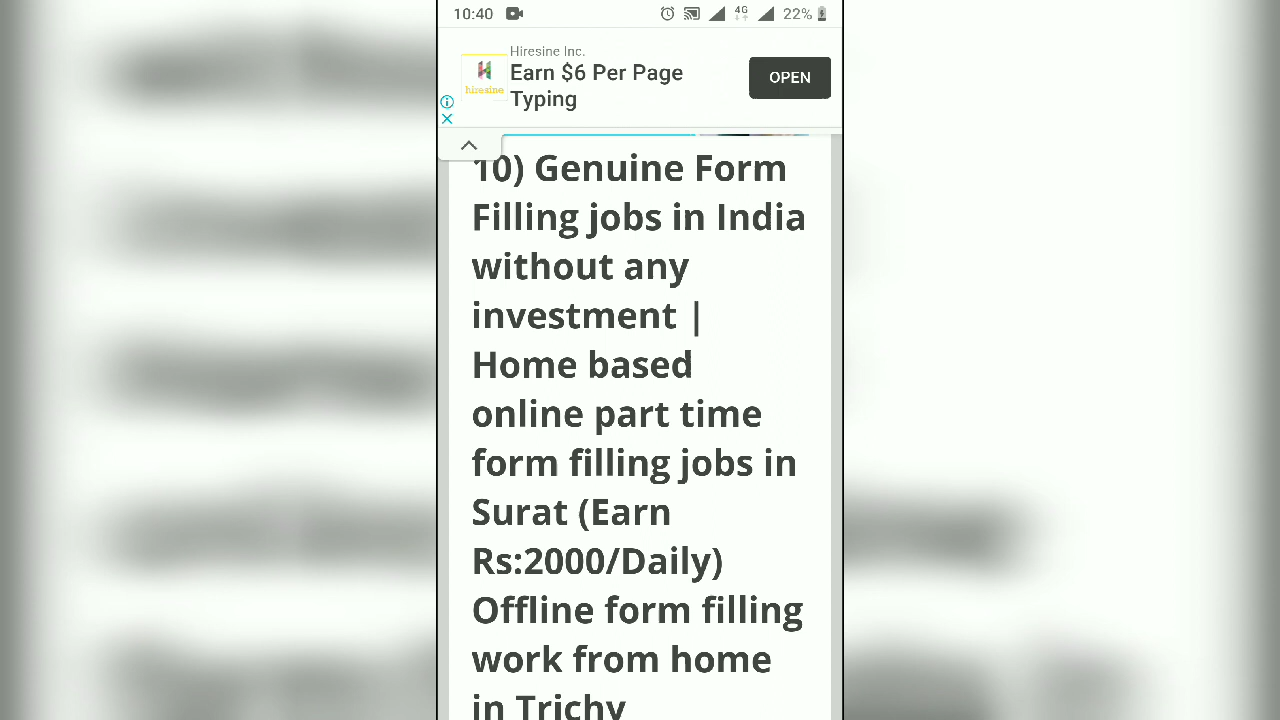 10:40
4G
22%
Hiresine Inc.
Earn $6 Per Page
Typing
hiresine
OPEN
10) Genuine Form
Filling jobs in India
without any
investment |
Home based
online part time
form filling jobs in
Surat (Earn
Rs:2000/Daily)
Offline form filling
work from home
in Trichy